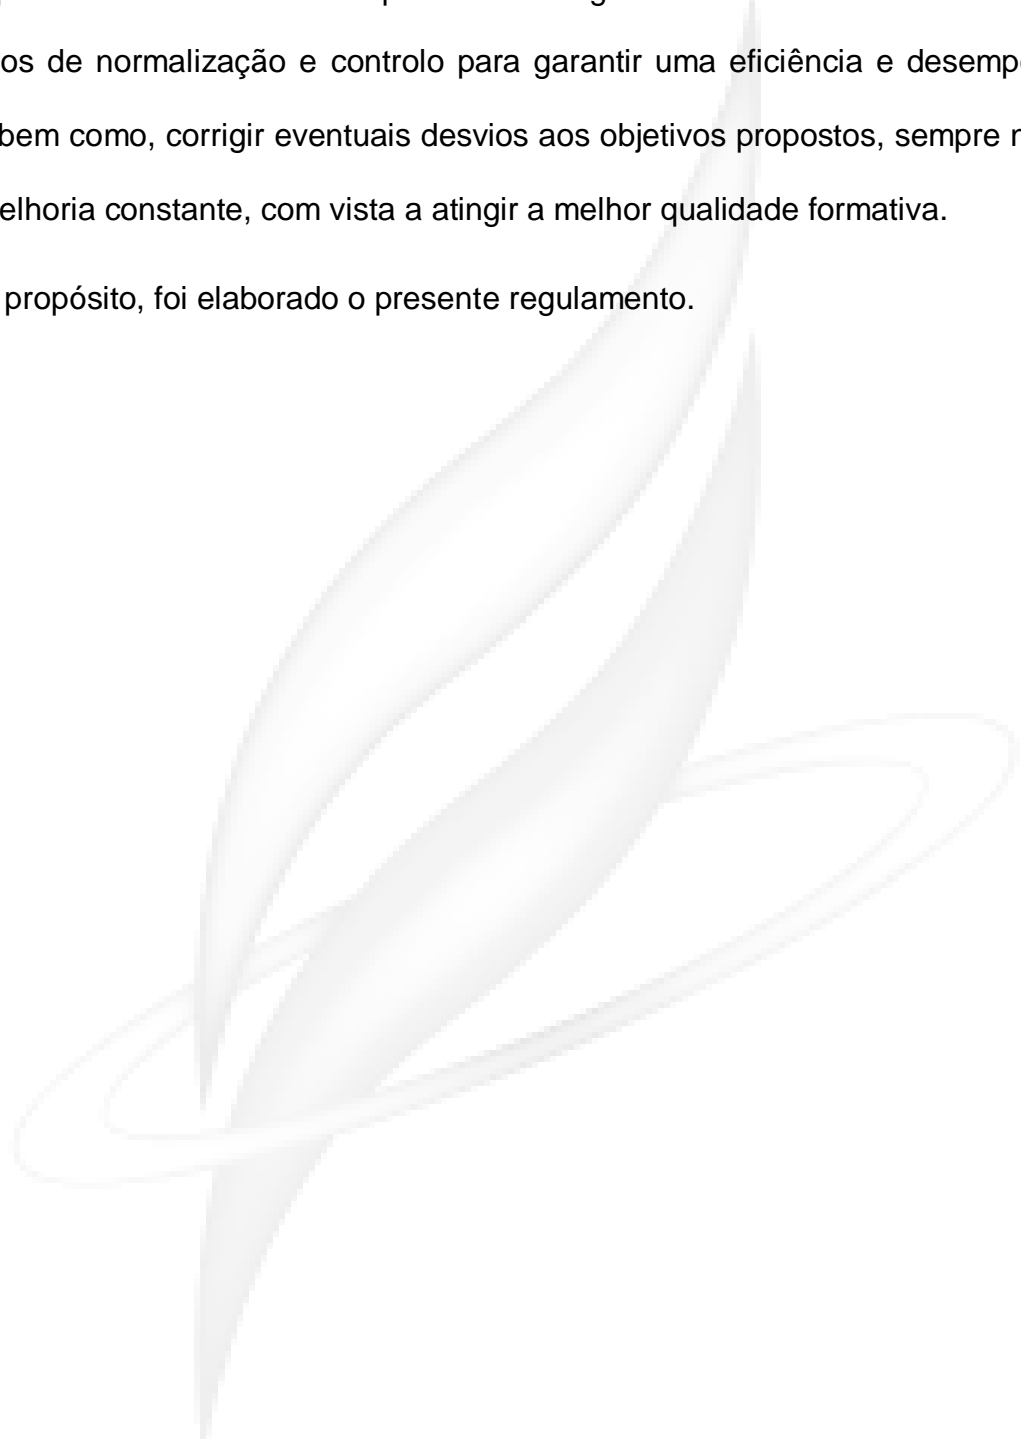 os de normalização e controlo para garantir uma eficiência e
bem como, corrigir eventuais desvios aos objetivos propostos, sempre
elhoria constante, com vista a atingir a melhor qualidade formativa.
propósito, foi elaborado o presente regulamento.